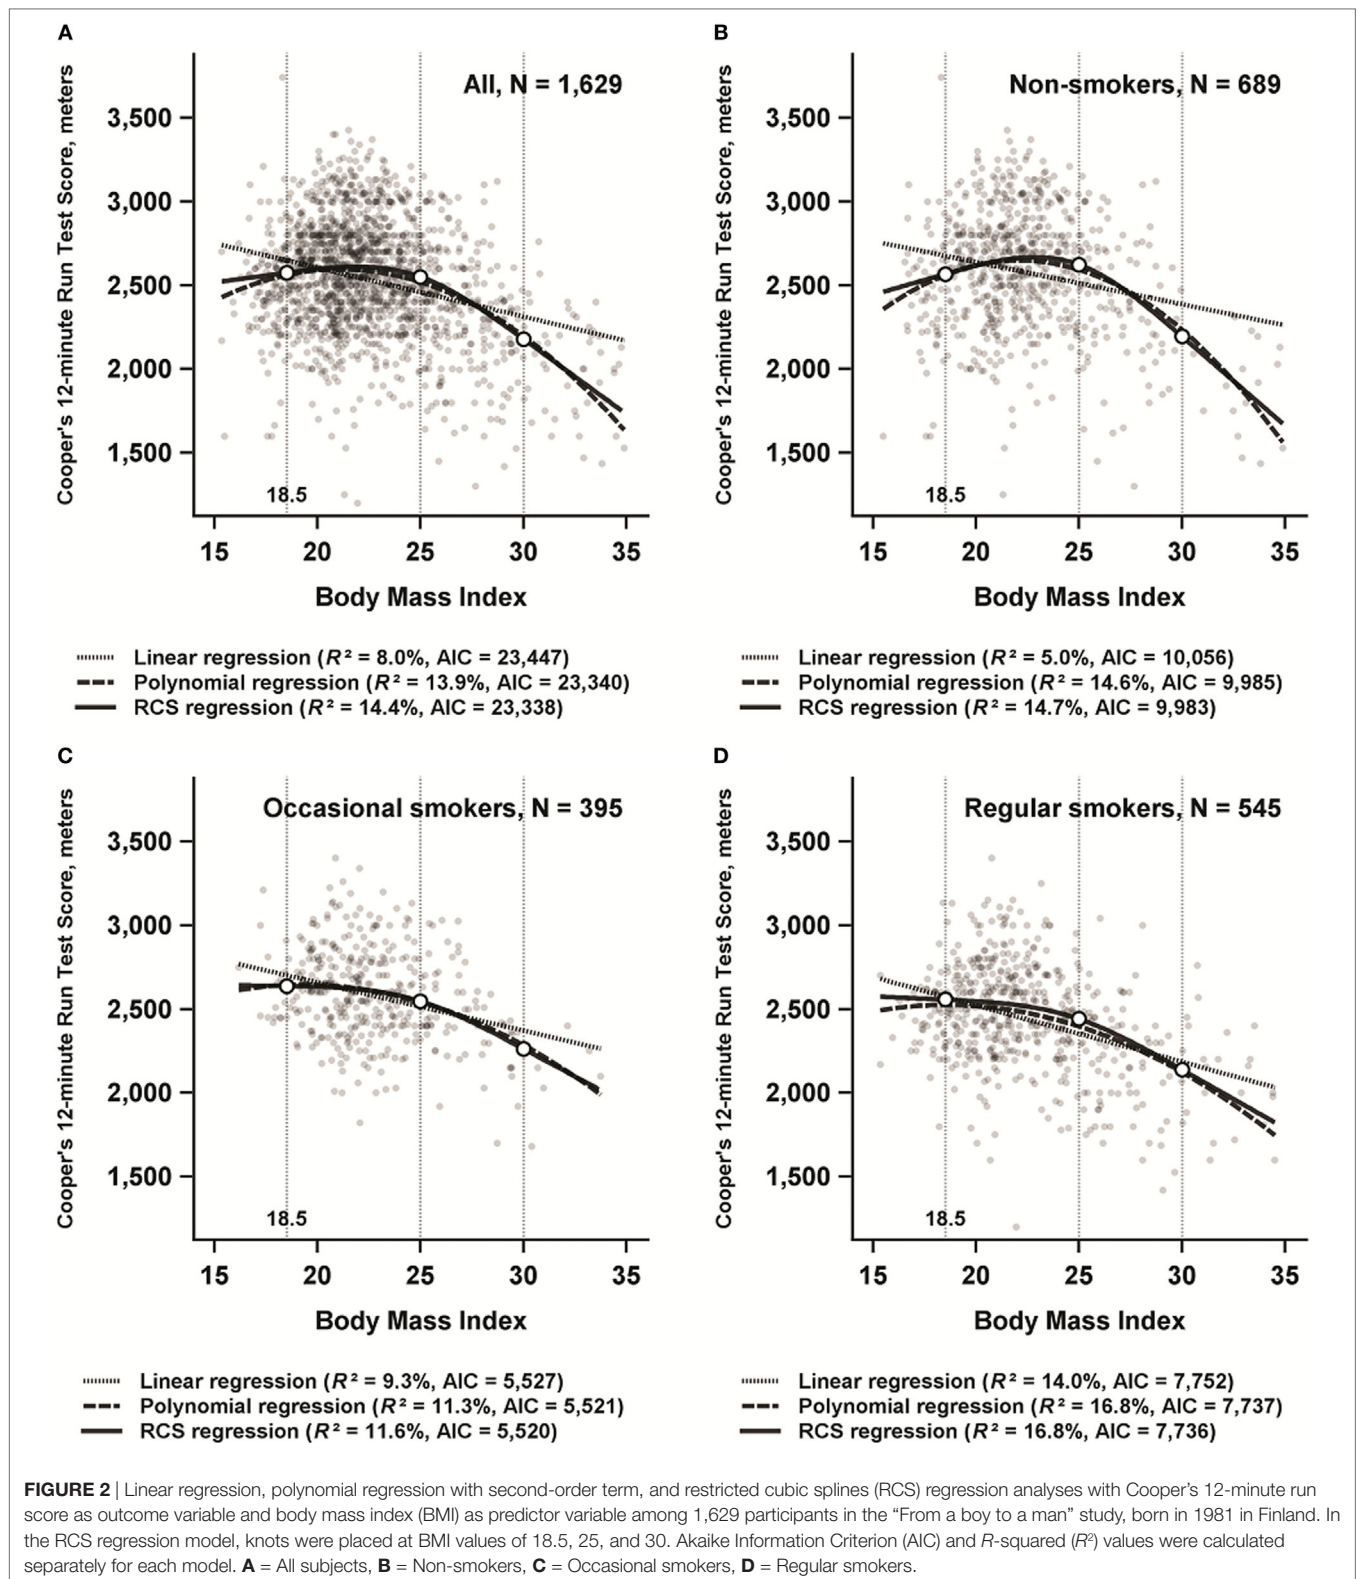 A
Cooper's 12-minute Run Test Score, meters
All, N = 1,629
3,500
3,000
2,500
2,000
1,500
18.5
15 20 25 30 35
Body Mass Index
Linear regression (R² = 8.0%, AIC = 23,447)
Polynomial regression (R² = 13.9%, AIC = 23,340)
RCS regression (R² = 14.4%, AIC = 23,338)
B
Cooper's 12-minute Run Test Score, meters
Non-smokers, N = 689
3,500
3,000
2,500
2,000
1,500
18.5
15 20 25 30 35
Body Mass Index
Linear regression (R² = 5.0%, AIC = 10,056)
Polynomial regression (R² = 14.6%, AIC = 9,985)
RCS regression (R² = 14.7%, AIC = 9,983)
C
Cooper's 12-minute Run Test Score, meters
Occasional smokers, N = 395
3,500
3,000
2,500
2,000
1,500
18.5
15 20 25 30 35
Body Mass Index
Linear regression (R² = 9.3%, AIC = 5,527)
Polynomial regression (R² = 11.3%, AIC = 5,521)
RCS regression (R² = 11.6%, AIC = 5,520)
D
Cooper's 12-minute Run Test Score, meters
Regular smokers, N = 545
3,500
3,000
2,500
2,000
1,500
18.5
15 20 25 30 35
Body Mass Index
Linear regression (R² = 14.0%, AIC = 7,752)
Polynomial regression (R² = 16.8%, AIC = 7,737)
RCS regression (R² = 16.8%, AIC = 7,736)
FIGURE 2 | Linear regression, polynomial regression with second-order term, and restricted cubic splines (RCS) regression analyses with Cooper's 12-minute run
score as outcome variable and body mass index (BMI) as predictor variable among 1,629 participants in the “From a boy to a man” study, born in 1981 in Finland. In
the RCS regression model, knots were placed at BMI values of 18.5, 25, and 30. Akaike Information Criterion (AIC) and R-squared (R²) values were calculated
separately for each model. A = All subjects, B = Non-smokers, C = Occasional smokers, D = Regular smokers.